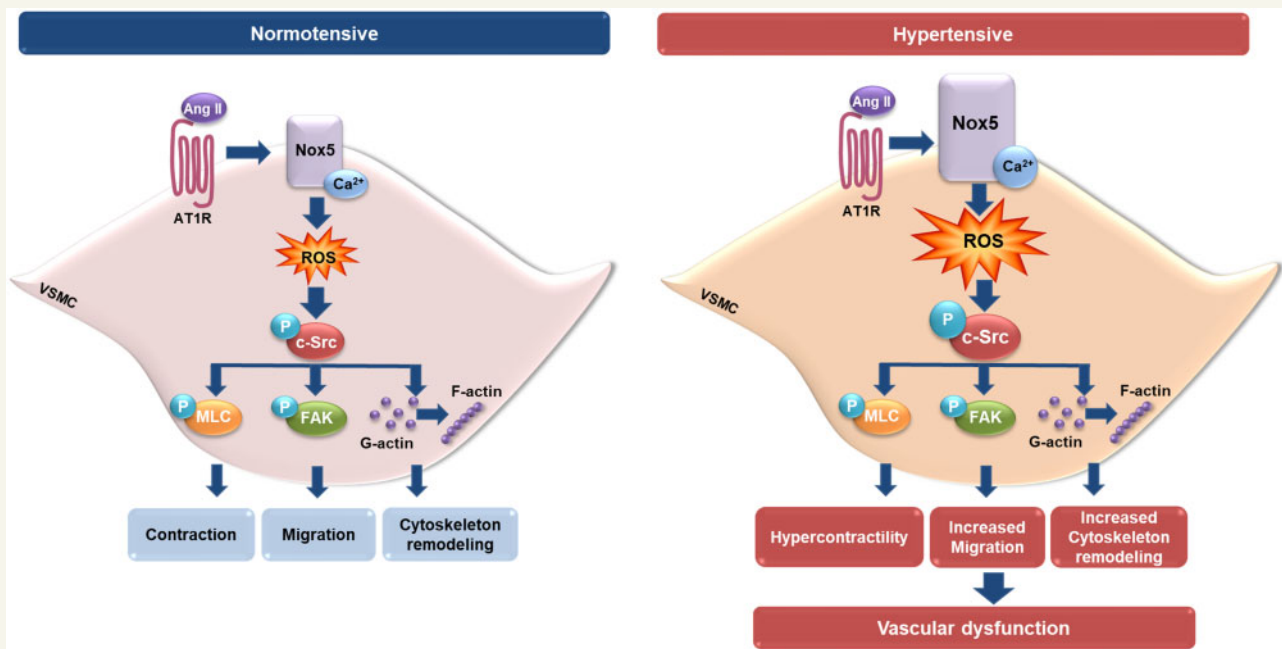 Normotensive
Ang II
Nox5
Ca²⁺
AT1R
ROS
VSMC
P
c-Src
P
MLC
P
FAK
G-actin
F-actin
Contraction
Migration
Cytoskeleton
remodeling
Hypertensive
Ang II
Nox5
Ca²⁺
AT1R
ROS
VSMC
P
c-Src
P
MLC
P
FAK
G-actin
F-actin
Hypercontractility
Increased
Migration
Increased
Cytoskeleton
remodeling
Vascular dysfunction